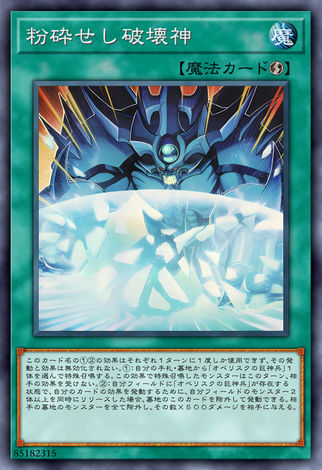 粉砕せし破壊神
魔
【魔法カード】
このカード名の①②の効果はそれぞれ1ターンに1度しか使用できず、その発
動と効果は無効化されない。①：自分の手札・墓地から「オベリスクの巨神兵」1
体を選んで特殊召喚する。この効果で特殊召喚したモンスターはこのターン、相
手の効果を受けない。②：自分フィールドに「オベリスクの巨神兵」が存在する
状態で、自分のカードの効果を発動するために、自分フィールドのモンスター2
体以上を同時にリリースした場合、墓地のこのカードを除外して発動できる。相
手の墓地のモンスターを全て除外し、その数×500ダメージを相手に与える。
85182315